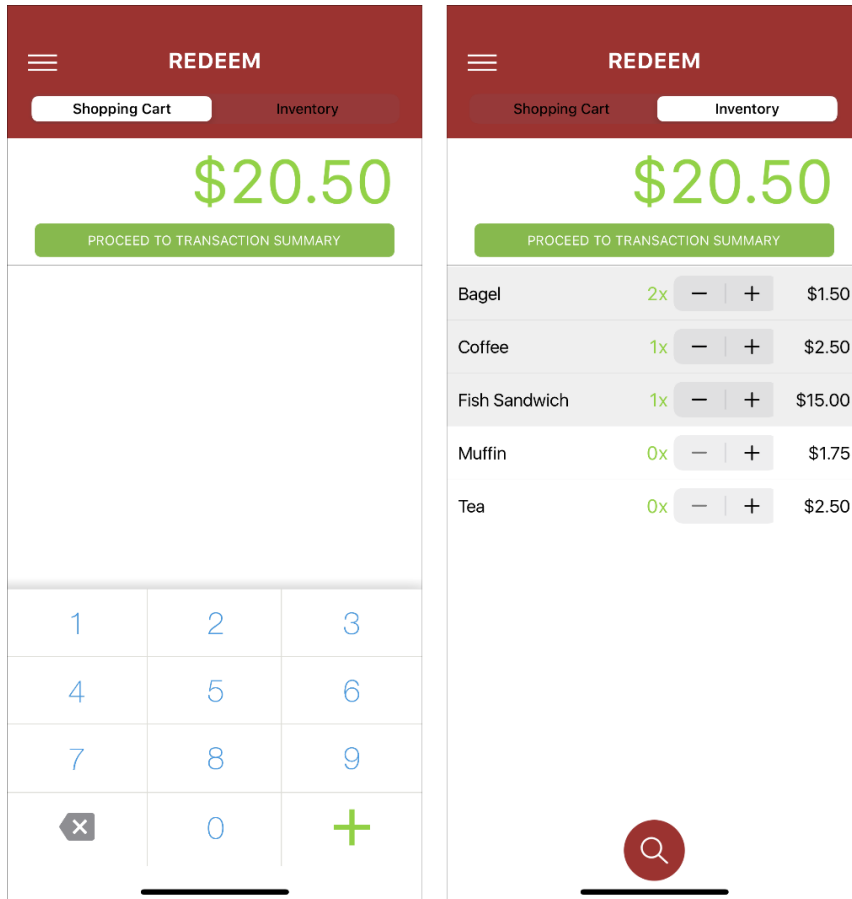 REDEEM
Shopping Cart Inventory
$20.50
PROCEED TO TRANSACTION SUMMARY
1 2 3
4 5 6
7 8 9
0 +
REDEEM
Shopping Cart Inventory
$20.50
PROCEED TO TRANSACTION SUMMARY
Bagel 2x − + $1.50
Coffee 1x − + $2.50
Fish Sandwich 1x − + $15.00
Muffin 0x − + $1.75
Tea 0x − + $2.50